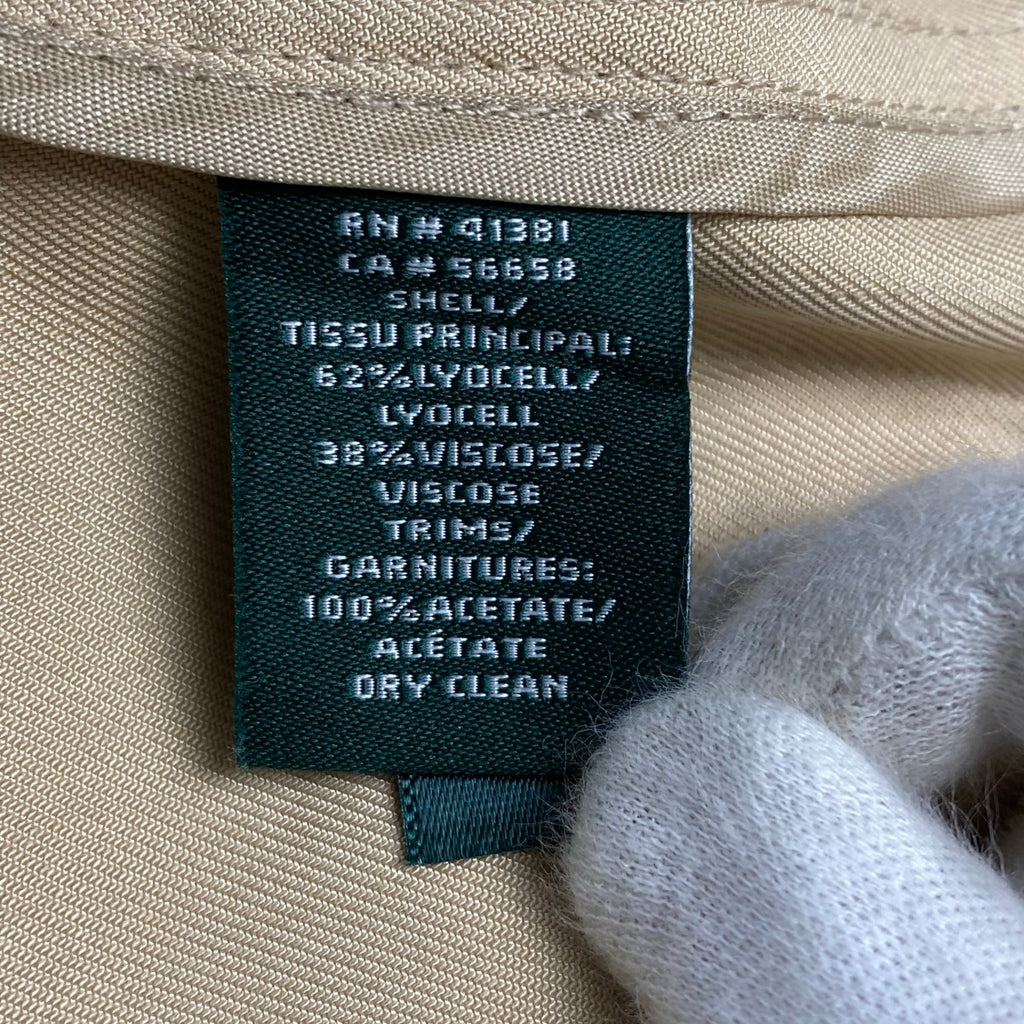 RN # 41381
CA # 56658
SHELL/
TISSU PRINCIPAL:
62%LYOCELL/
LYOCELL
38%VISCOSE/
VISCOSE
TRIMS/
GARNITURES:
100%ACETATE/
ACÉTATE
DRY CLEAN